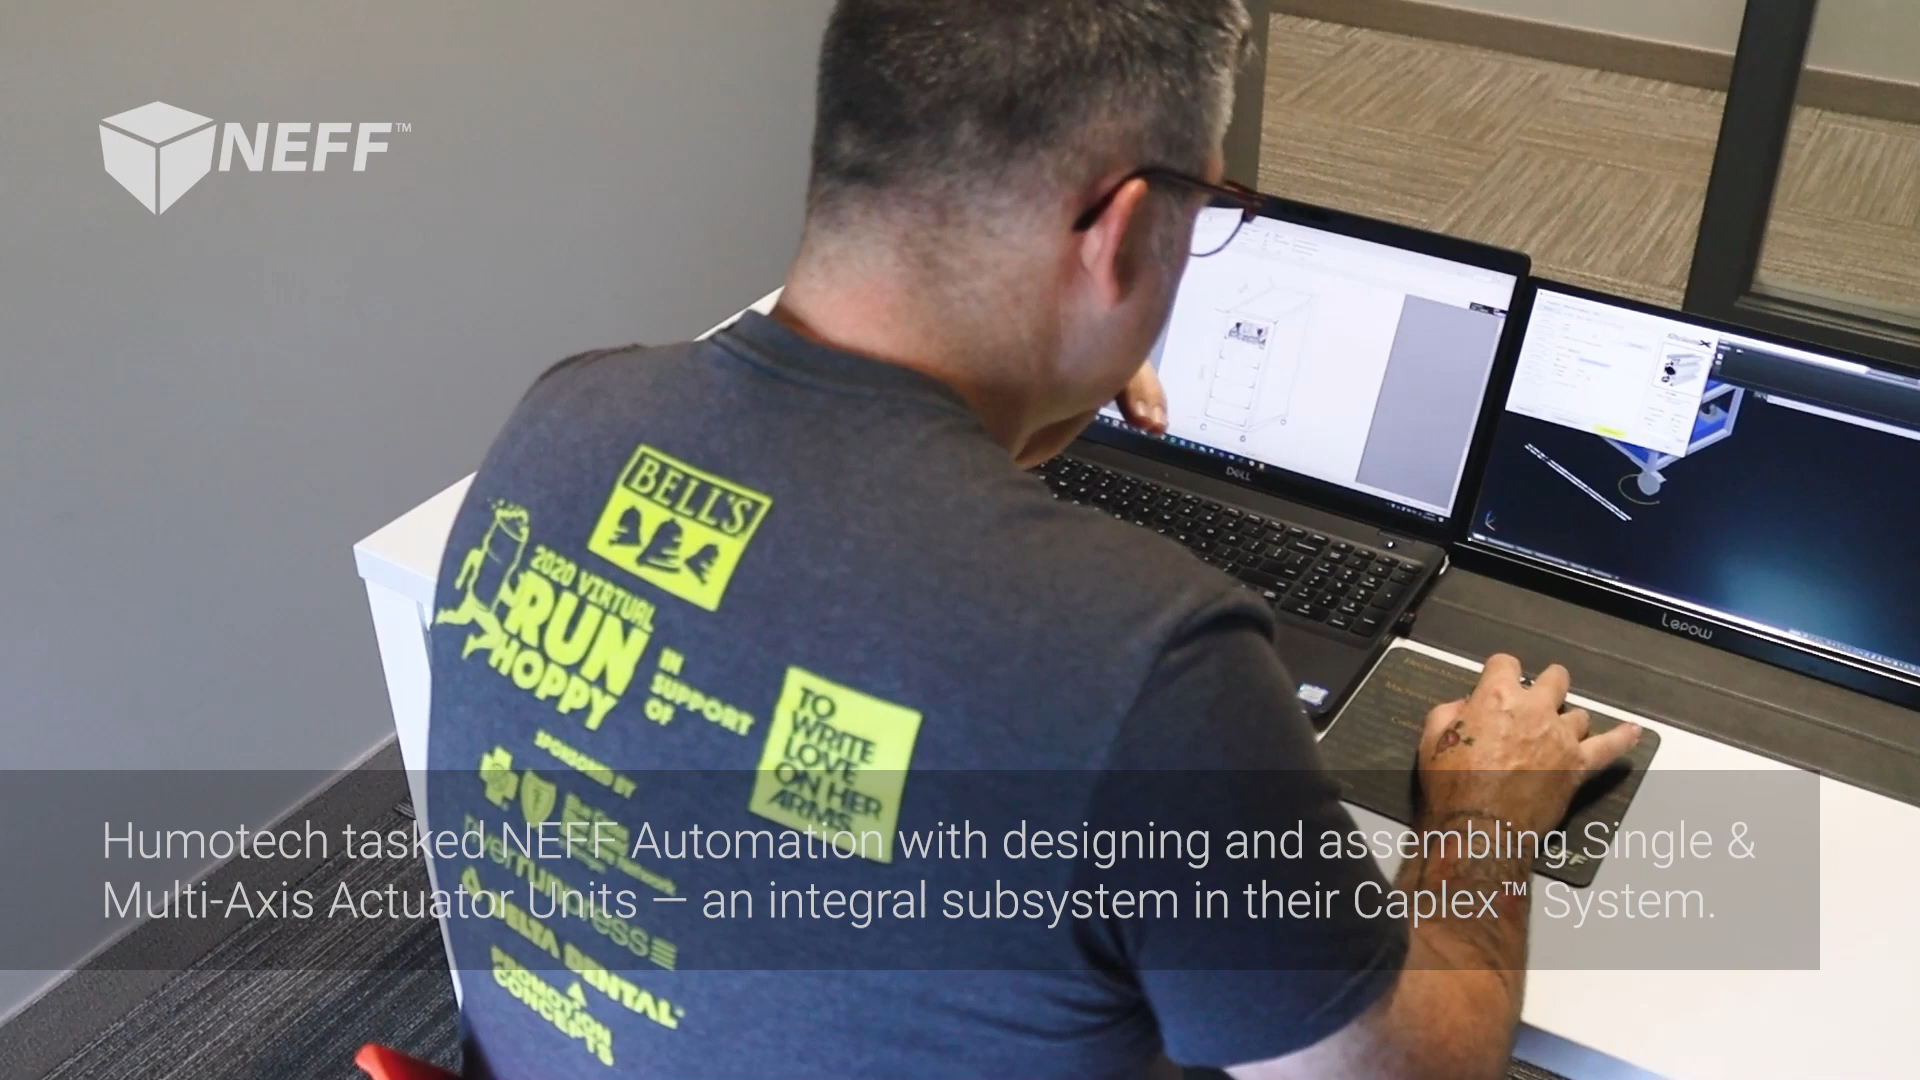 NEFF™
BELL'S
2020 VIRTUAL
RUN
HOPPY
IN
SUPPORT
OF
TO
WRITE
LOVE
ON HER
ARMS
SPONSORED BY
DELTA DENTAL
PROMOTION
CONCEPTS
DELL
Lepow
NEFF
Humotech tasked NEFF Automation with designing and assembling Single &
Multi-Axis Actuator Units — an integral subsystem in their Caplex™ System.